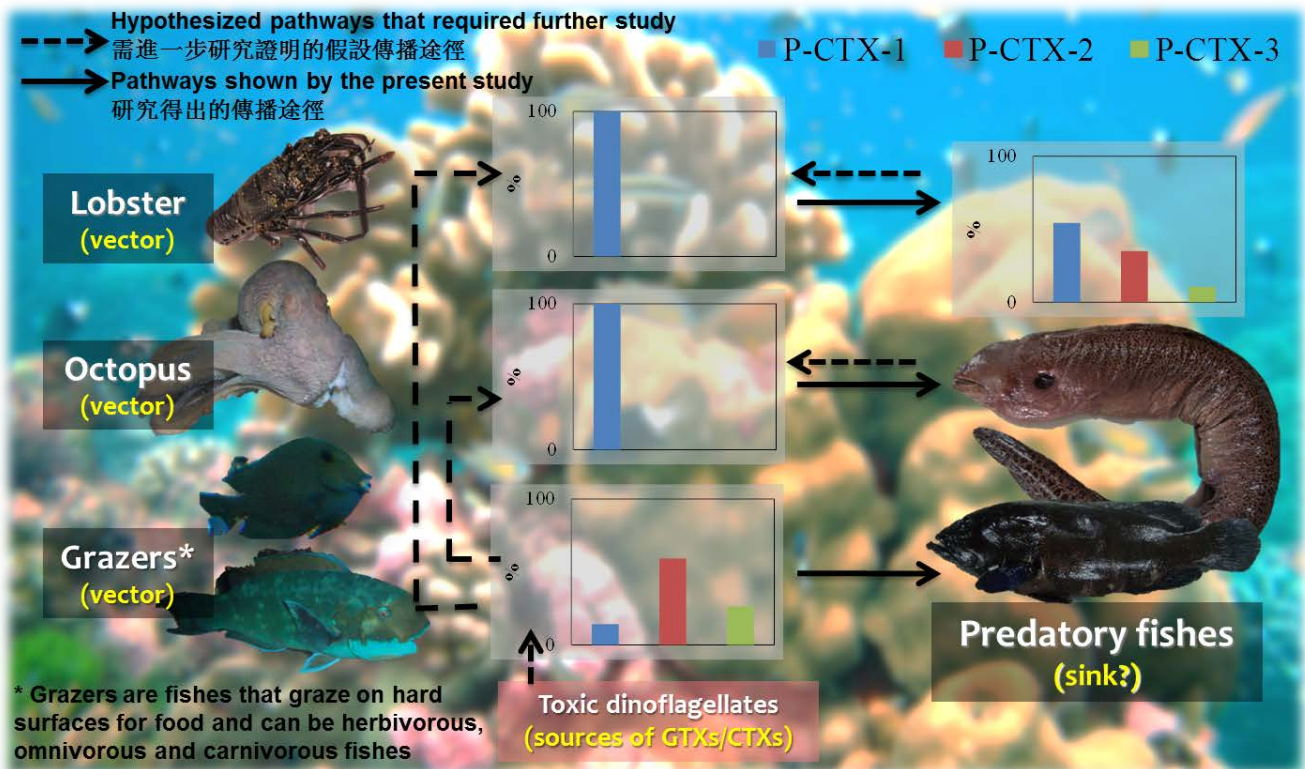 Hypothesized pathways that required further study
需進一步研究證明的假設傳播途徑
Pathways shown by the present study
研究得出的傳播途徑
P-CTX-1 P-CTX-2 P-CTX-3
Lobster
(vector)
100
%
0
100
%
0
Octopus
(vector)
100
%
0
Grazers*
(vector)
100
%
0
Predatory fishes
(sink?)
* Grazers are fishes that graze on hard
surfaces for food and can be herbivorous,
omnivorous and carnivorous fishes
Toxic dinoflagellates
(sources of GTXs/CTXs)